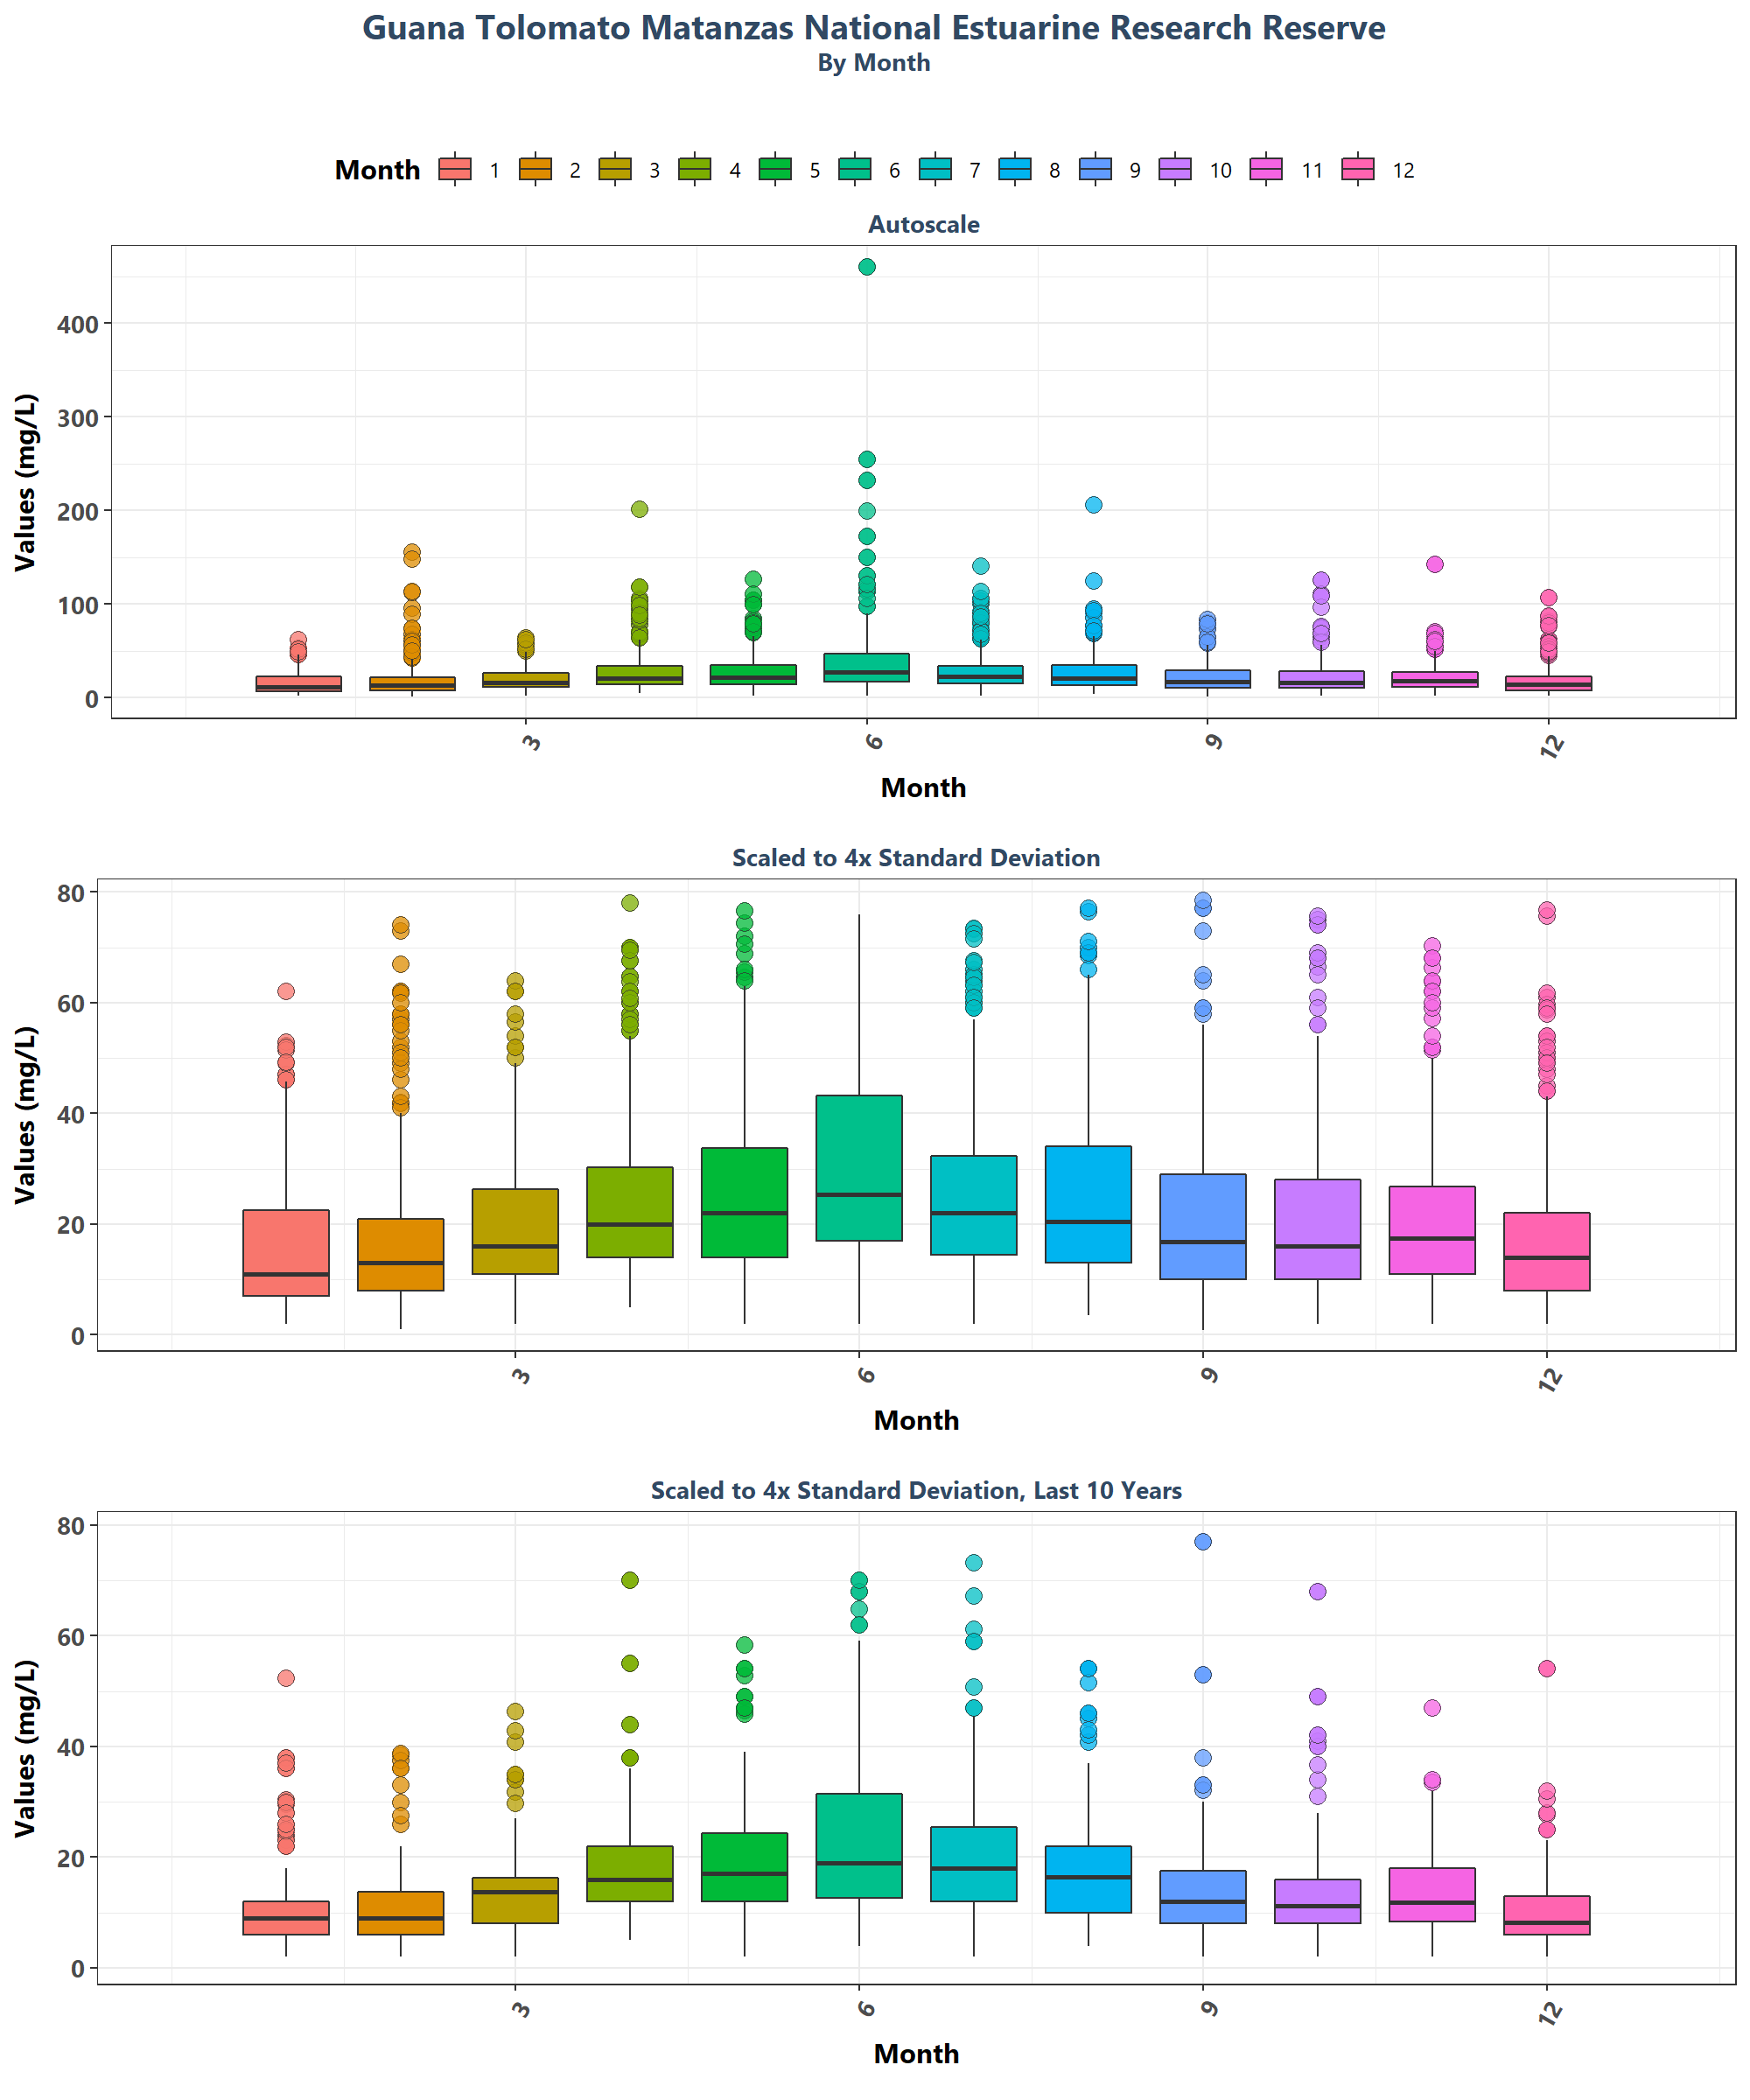 Guana Tolomato Matanzas National Estuarine Research Reserve
By Month
Month 1 2 3 4 5 6 7 8 9 10 11 12
Autoscale
Values (mg/L)
400
300
200
100
0
3 6 9 12
Month
Scaled to 4x Standard Deviation
Values (mg/L)
80
60
40
20
0
3 6 9 12
Month
Scaled to 4x Standard Deviation, Last 10 Years
Values (mg/L)
80
60
40
20
0
3 6 9 12
Month